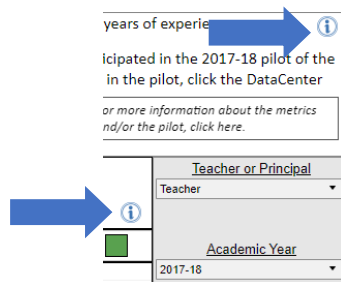 years of experie
icipated in the 2017-18 pilot of the
in the pilot, click the DataCenter
or more information about the metrics
nd/or the pilot, click here.
Teacher or Principal
Teacher
Academic Year
2017-18